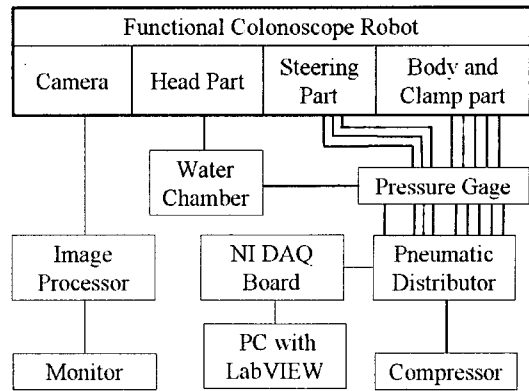 Functional Colonoscope Robot
Camera
Head Part
Steering
Part
Body and
Clamp part
Water
Chamber
Pressure Gage
Image
Processor
NI DAQ
Board
Pneumatic
Distributor
Monitor
PC with
LabVIEW
Compressor